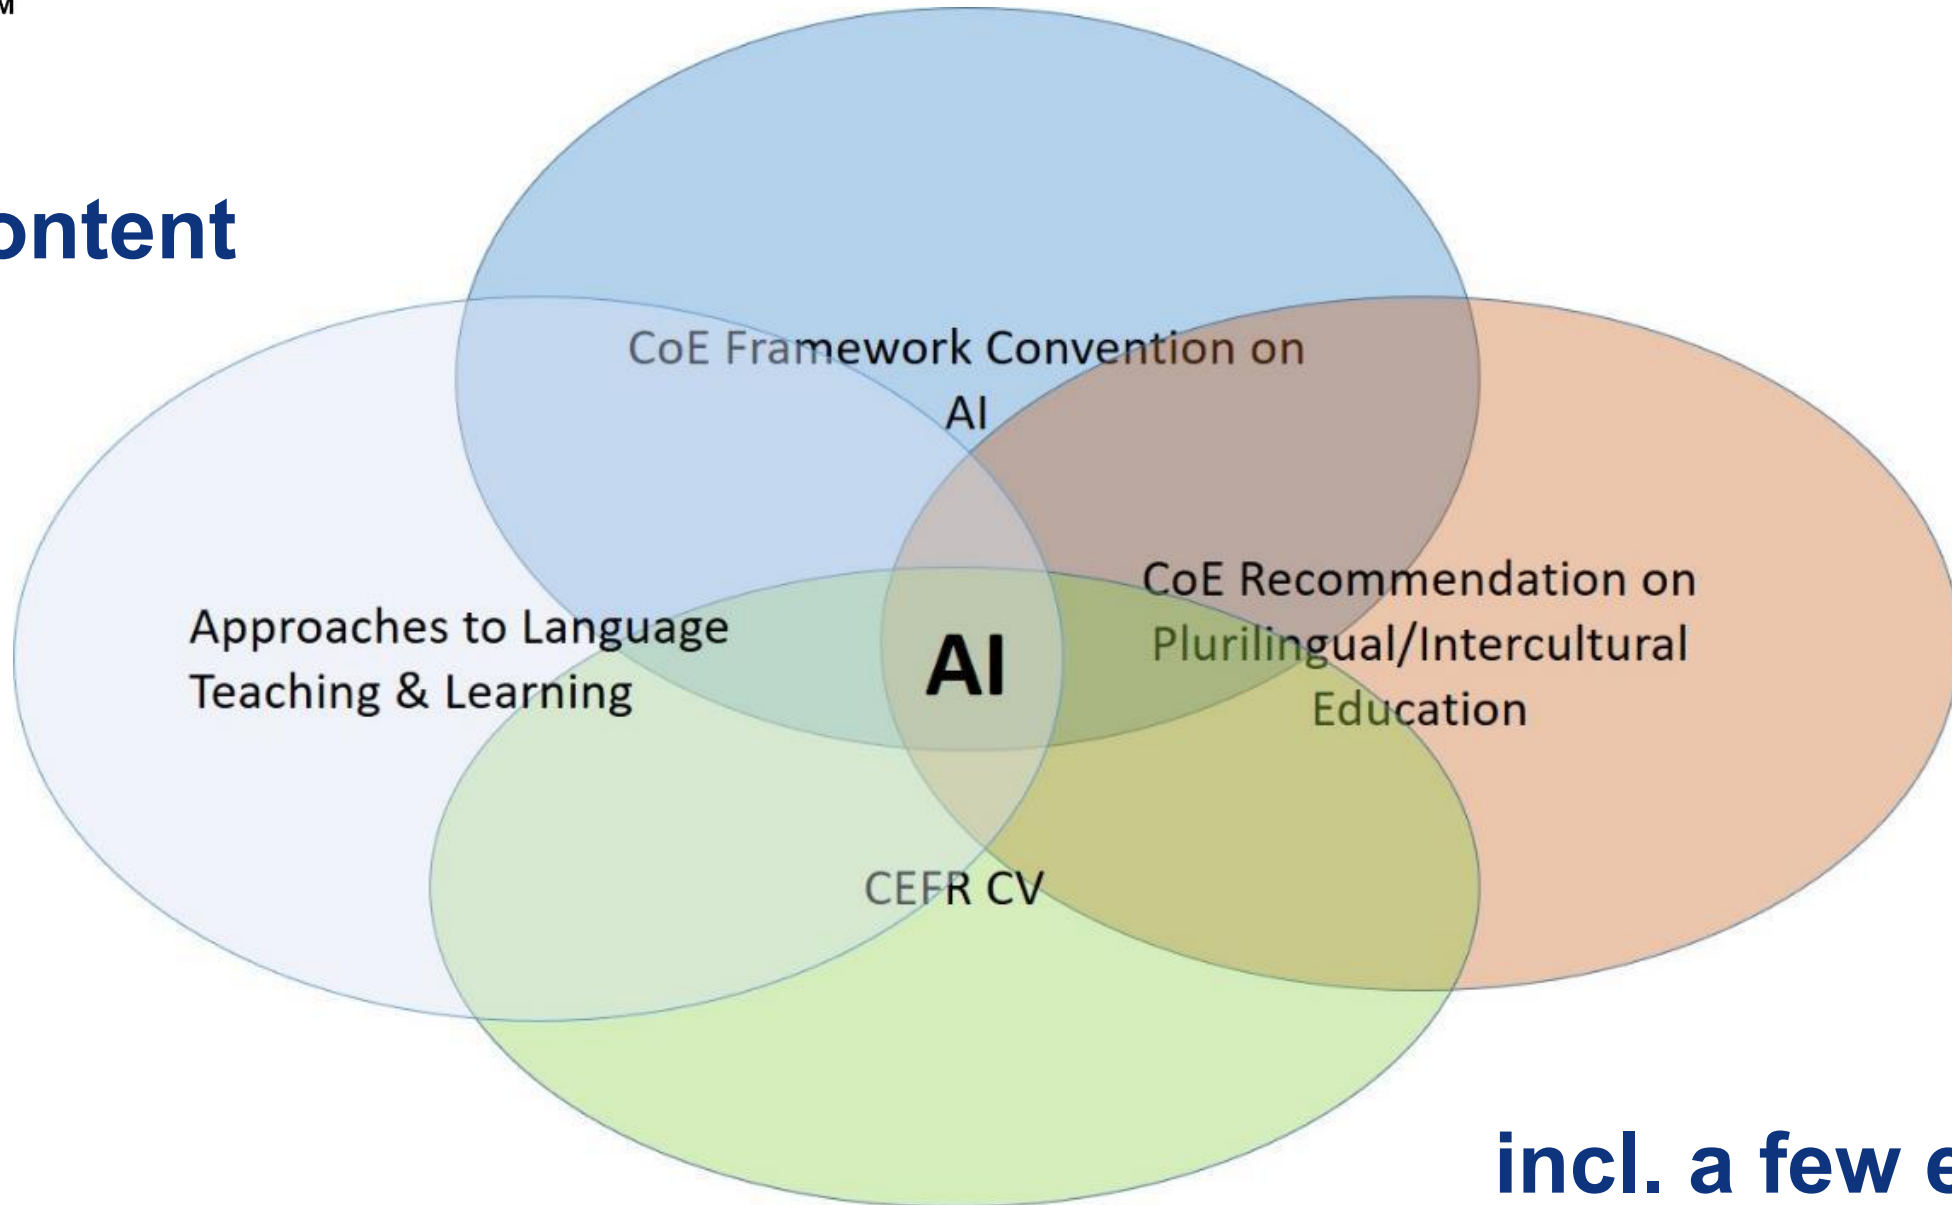 ontent
CoE Framework Convention on
AI
Approaches to Language
Teaching & Learning
AI
CoE Recommendation on
Plurilingual/Intercultural
Education
CEFR CV
incl. a few e